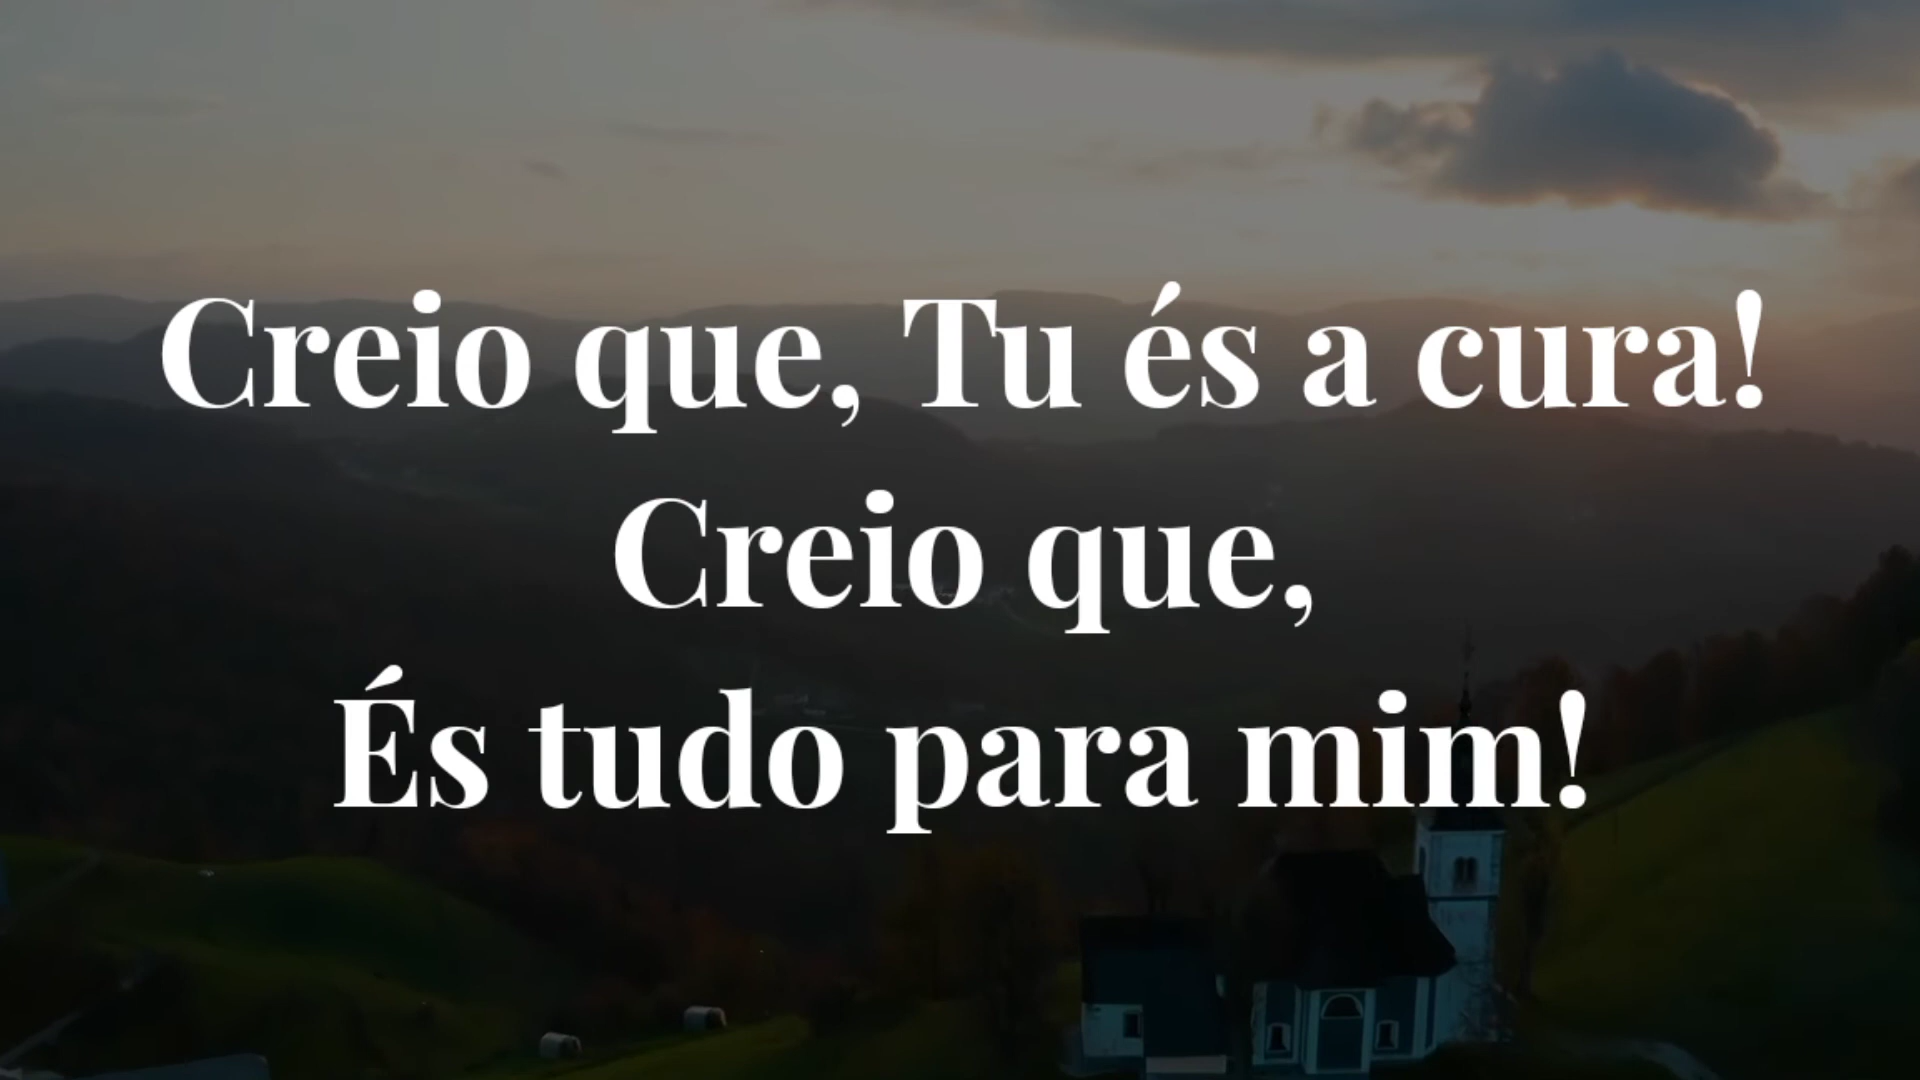 Creio que, Tu és a cura!
Creio que,
És tudo para mim!